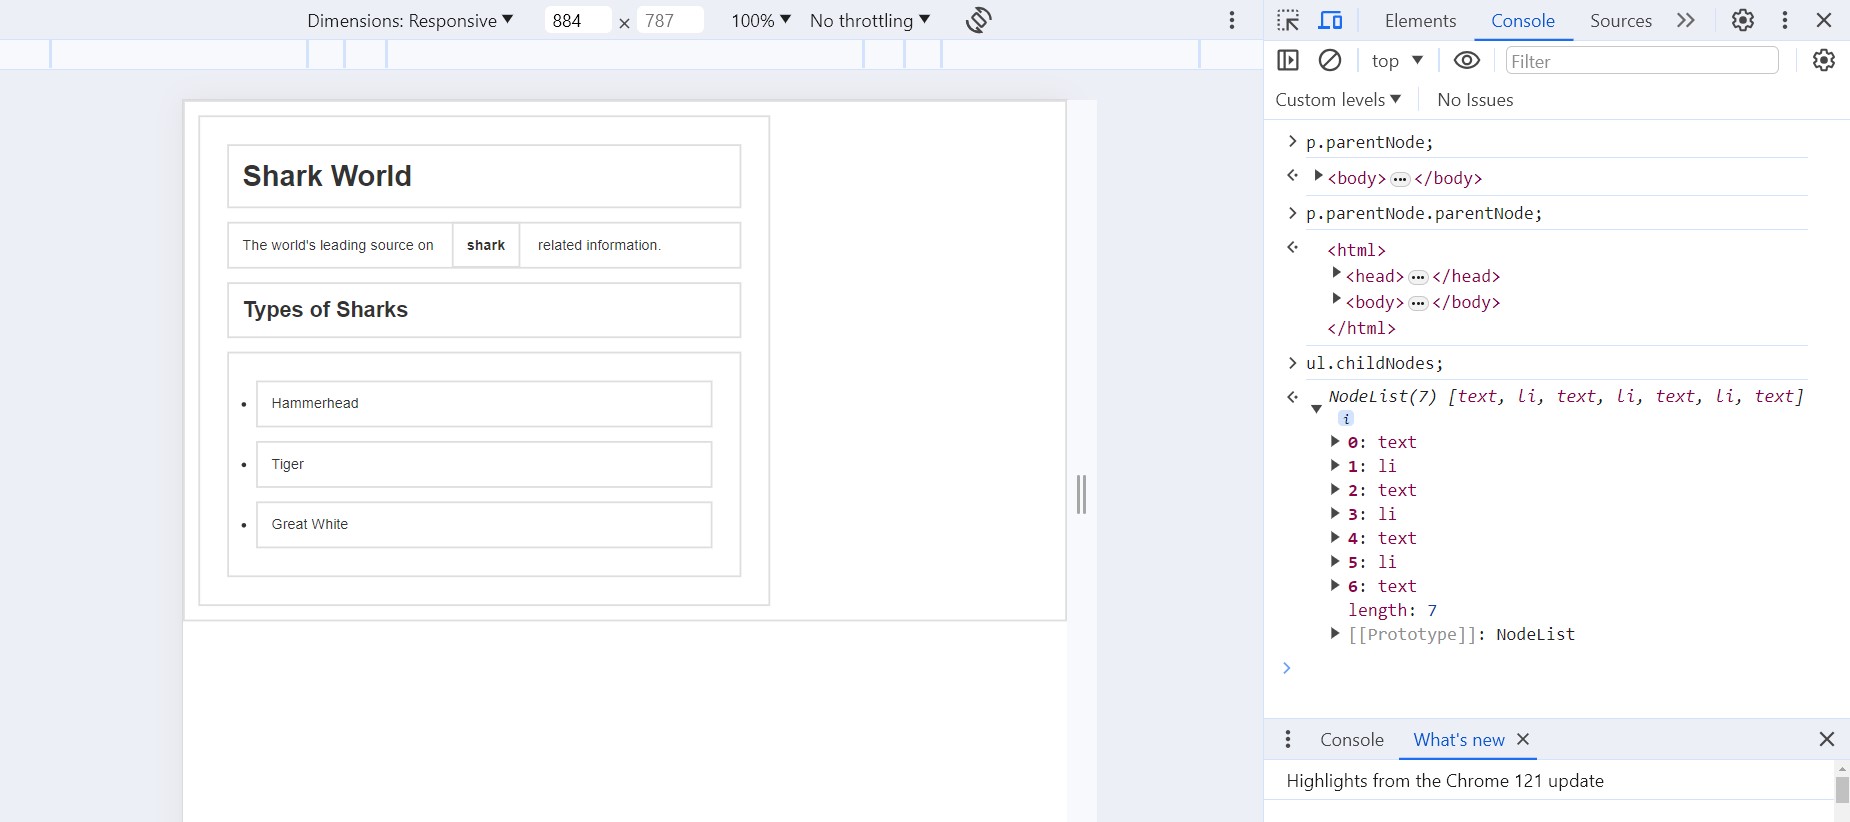 Dimensions: Responsive 884 × 787 100% No throttling
Shark World
The world's leading source on shark related information.
Types of Sharks
Hammerhead
Tiger
Great White
Elements Console Sources
top Filter
Custom levels No Issues
p.parentNode;
<body>…</body>
p.parentNode.parentNode;
<html>
<head>…</head>
<body>…</body>
</html>
ul.childNodes;
NodeList(7) [text, li, text, li, text, li, text]
i
0: text
1: li
2: text
3: li
4: text
5: li
6: text
length: 7
[[Prototype]]: NodeList
Console What's new
Highlights from the Chrome 121 update